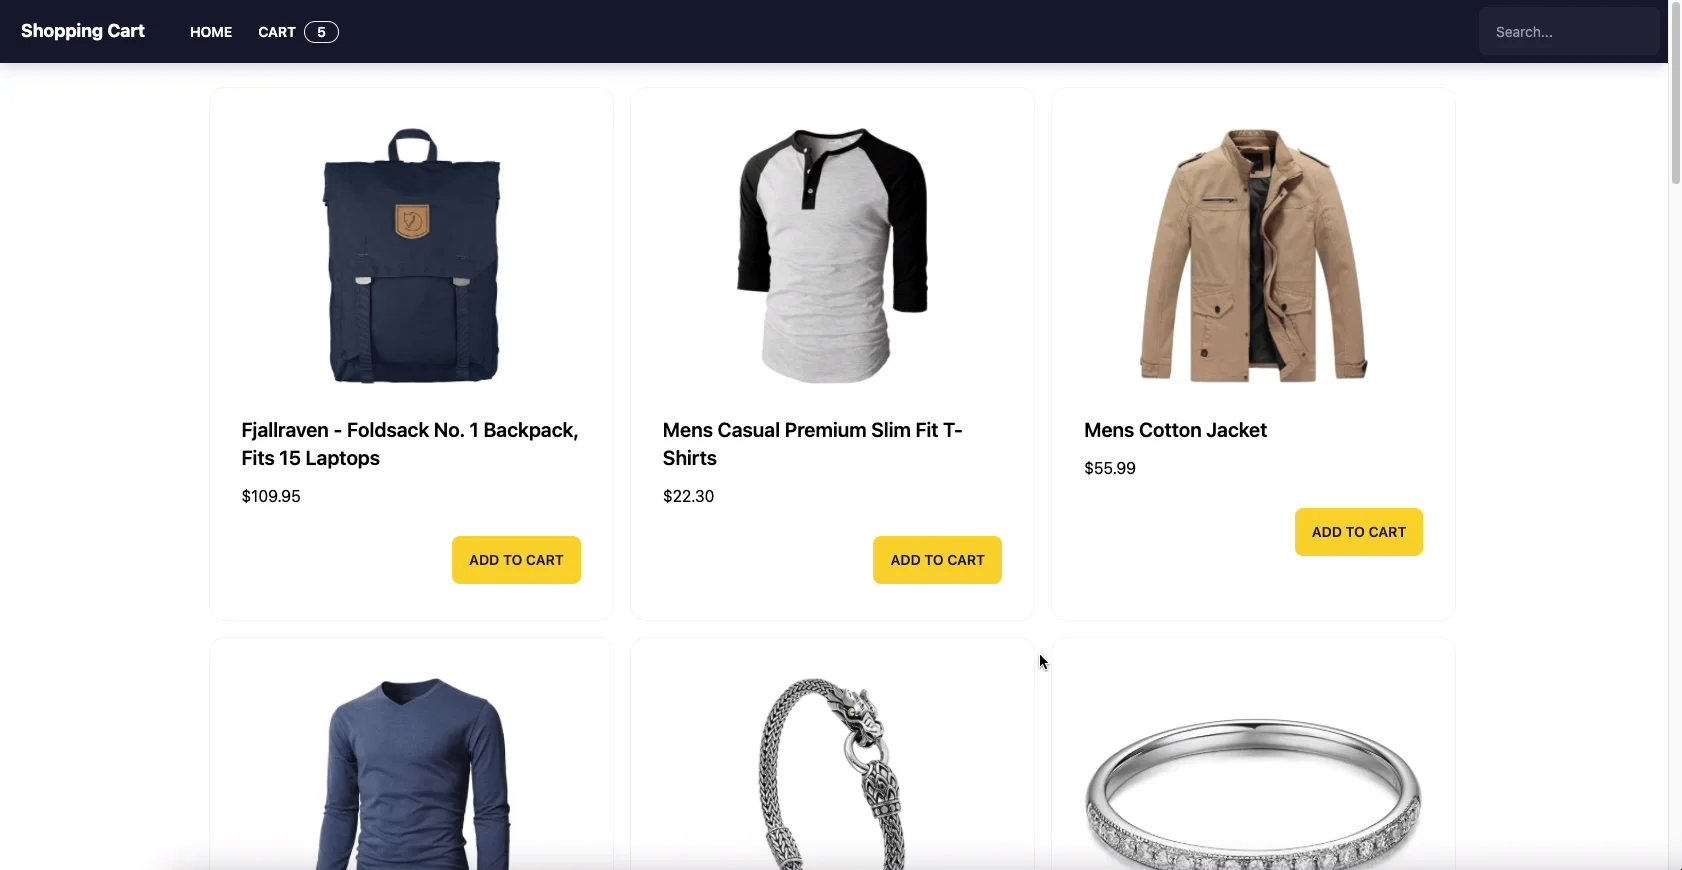 Shopping Cart
HOME
CART 5
Search...
Fjallraven - Foldsack No. 1 Backpack,
Fits 15 Laptops
$109.95
ADD TO CART
Mens Casual Premium Slim Fit T-
Shirts
$22.30
ADD TO CART
Mens Cotton Jacket
$55.99
ADD TO CART